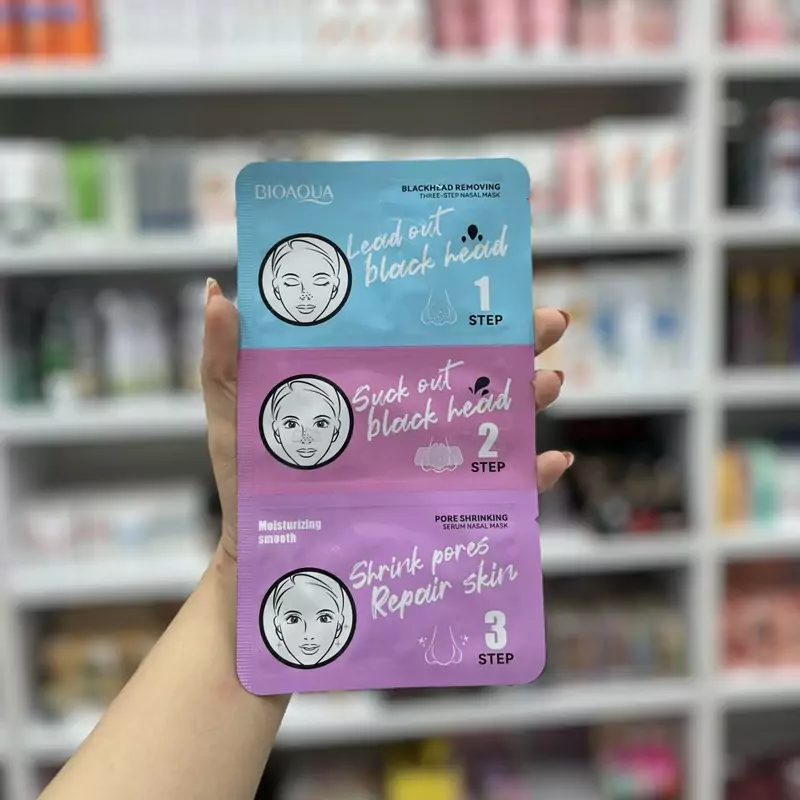 BIOAQUA
BLACKHEAD REMOVING
THREE-STEP NASAL MASK
Lead out
black head
1
STEP
Suck out
black head
2
STEP
Moisturizing
smooth
PORE SHRINKING
SERUM NASAL MASK
Shrink pores
Repair skin
3
STEP